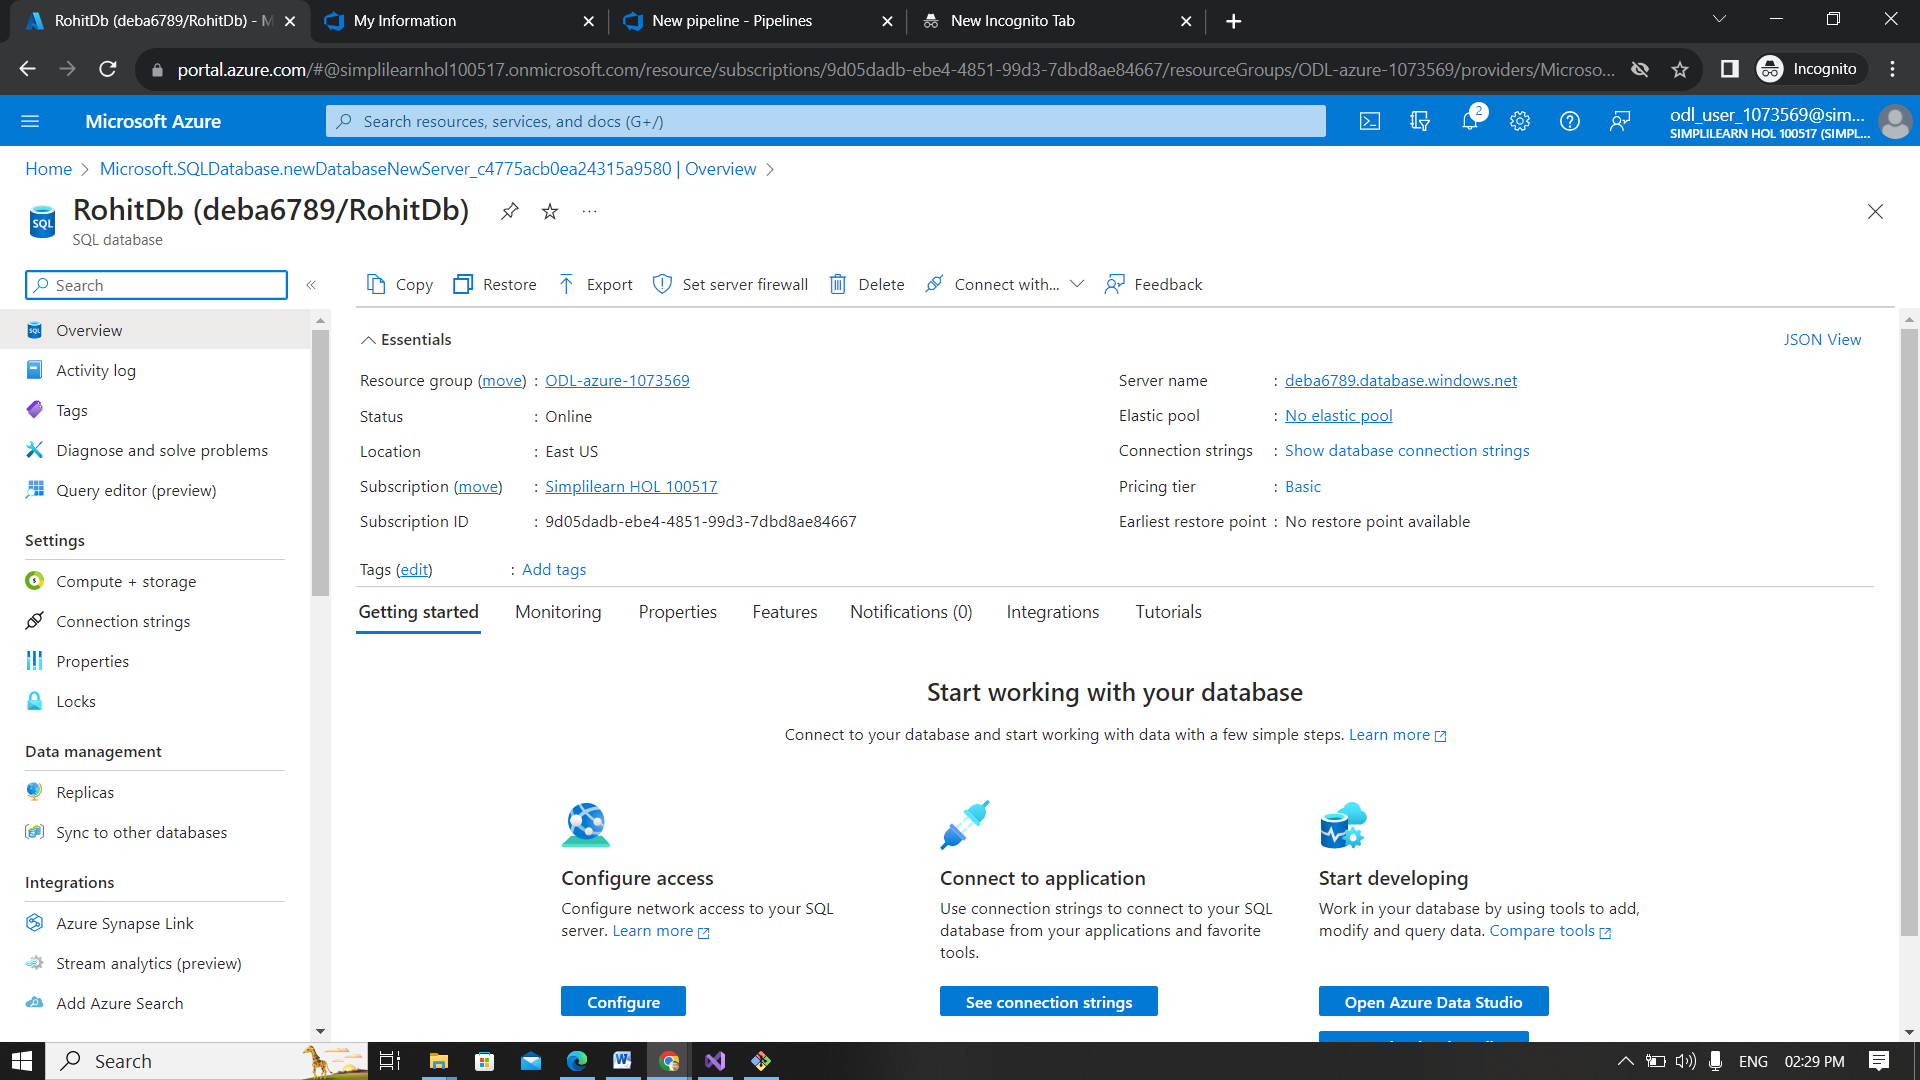 RohitDb (deba6789/RohitDb) - M
My Information
New pipeline - Pipelines
New Incognito Tab
portal.azure.com/#@simplilearnhol100517.onmicrosoft.com/resource/subscriptions/9d05dadb-ebe4-4851-99d3-7dbd8ae84667/resourceGroups/ODL-azure-1073569/providers/Microso...
Incognito
Microsoft Azure
Search resources, services, and docs (G+/)
2
odl_user_1073569@sim...
SIMPLILEARN HOL 100517 (SIMPL...
Home > Microsoft.SQLDatabase.newDatabaseNewServer_c4775acb0ea24315a9580 | Overview >
SQL
RohitDb (deba6789/RohitDb)
...
SQL database
Search
«
Copy
Restore
Export
Set server firewall
Delete
Connect with...
Feedback
Overview
Activity log
Tags
Diagnose and solve problems
Query editor (preview)
Settings
Compute + storage
Connection strings
Properties
Locks
Data management
Replicas
Sync to other databases
Integrations
Azure Synapse Link
Stream analytics (preview)
Add Azure Search
Essentials
JSON View
Resource group (move) : ODL-azure-1073569
Status : Online
Location : East US
Subscription (move) : Simplilearn HOL 100517
Subscription ID : 9d05dadb-ebe4-4851-99d3-7dbd8ae84667
Server name : deba6789.database.windows.net
Elastic pool : No elastic pool
Connection strings : Show database connection strings
Pricing tier : Basic
Earliest restore point : No restore point available
Tags (edit) : Add tags
Getting started
Monitoring
Properties
Features
Notifications (0)
Integrations
Tutorials
Start working with your database
Connect to your database and start working with data with a few simple steps. Learn more
Configure access
Configure network access to your SQL
server. Learn more
Configure
Connect to application
Use connection strings to connect to your SQL
database from your applications and favorite
tools.
See connection strings
Start developing
Work in your database by using tools to add,
modify and query data. Compare tools
Open Azure Data Studio
Search
ENG
02:29 PM